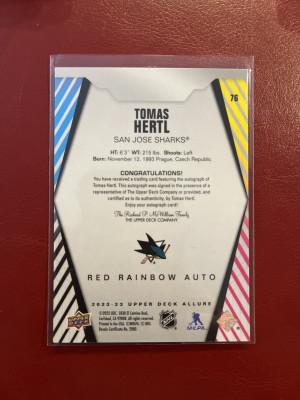 76
TOMAS
HERTL
SAN JOSE SHARKS®
HT: 6'3" WT: 215 lbs. Shoots: Left
Born: November 12, 1993 Prague, Czech Republic
CONGRATULATIONS!
You have received a trading card featuring the autograph of
Tomas Hertl. This autograph was signed in the presence of a
representative of The Upper Deck Company or provided, and
certified as to its authenticity, by Tomas Hertl.
Enjoy your autograph card!
The Richard P. McWilliam Family
THE UPPER DECK COMPANY
RED RAINBOW AUTO
2022-23 UPPER DECK ALLURE
UPPER DECK
NHL
NHLPA